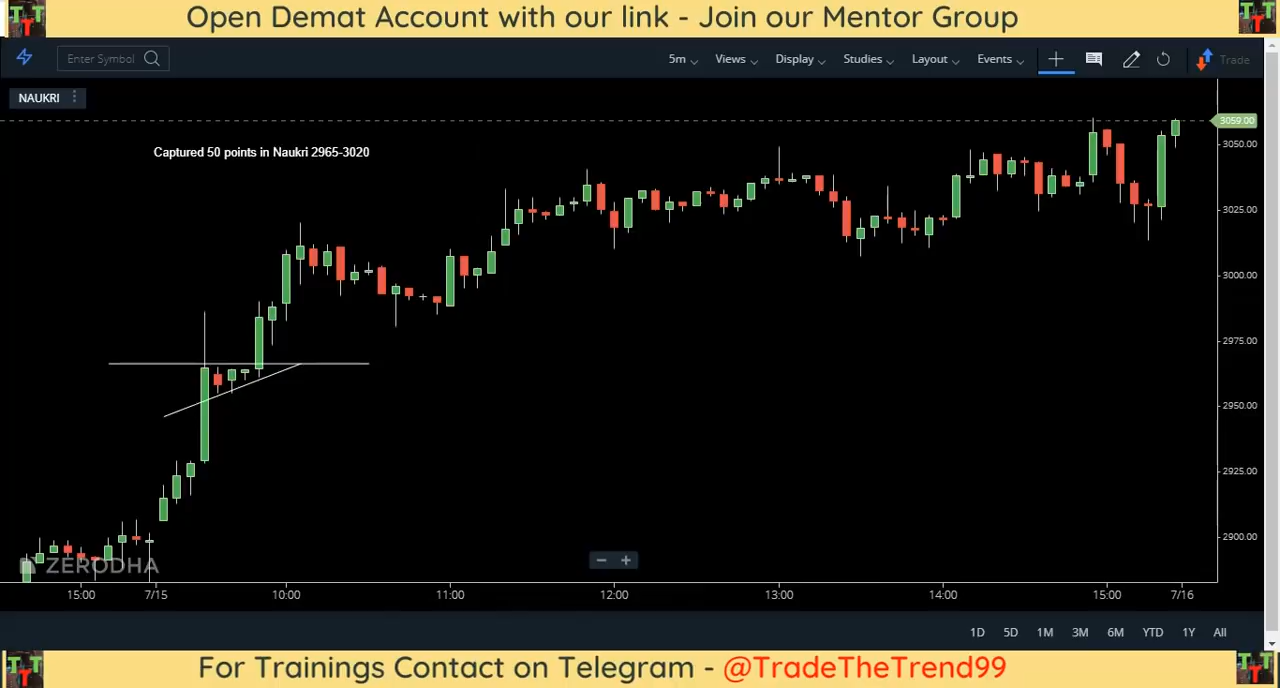 TTT
Open Demat Account with our link - Join our Mentor Group
TTT
Enter Symbol
5m Views Display Studies Layout Events Trade
NAUKRI
Captured 50 points in Naukri 2965-3020
3059.00
3050.00
3025.00
3000.00
2975.00
2950.00
2925.00
2900.00
ZERODHA
15:00 7/15 10:00 11:00 12:00 13:00 14:00 15:00 7/16
1D 5D 1M 3M 6M YTD 1Y All
TTT
For Trainings Contact on Telegram - @TradeTheTrend99
TTT